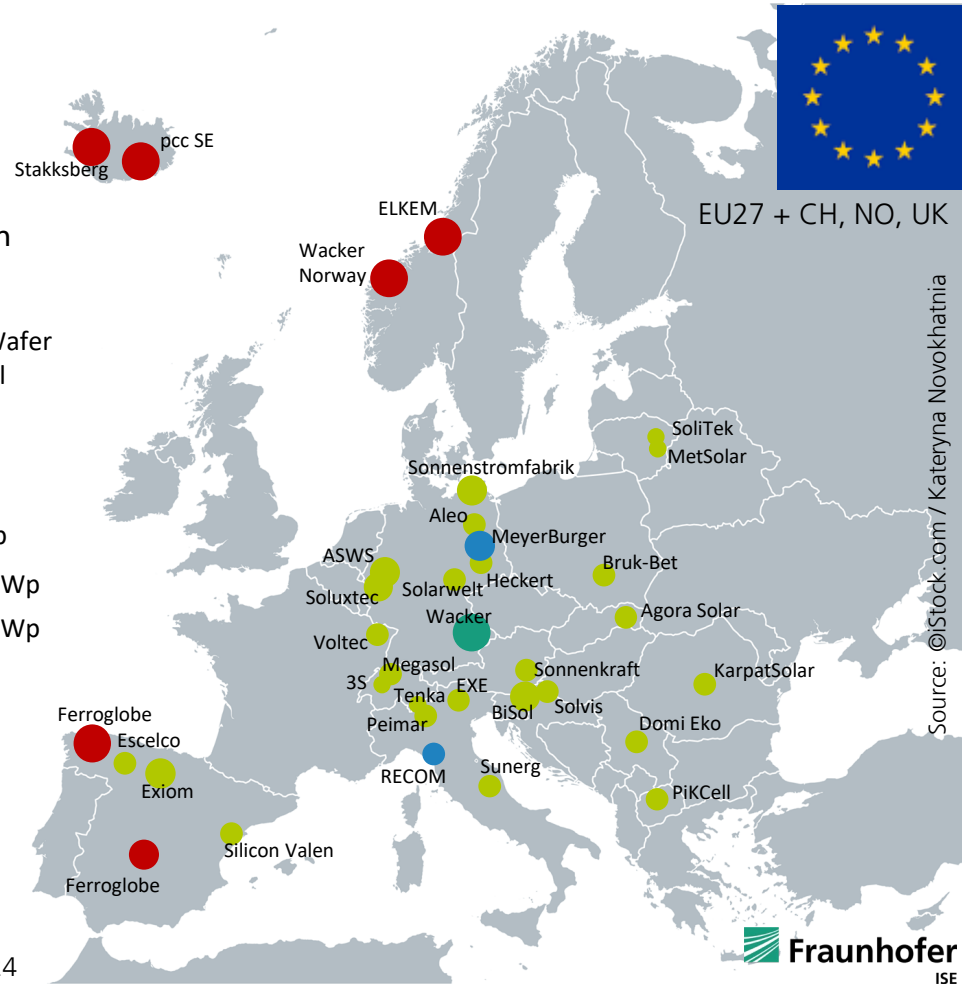 pcc SE
Stakksberg
ELKEM
EU27 + CH, NO, UK
Wacker
Norway
SoliTek
MetSolar
Sonnenstromfabrik
Aleo
MeyerBurger
ASWS
Heckert
Bruk-Bet
Solarwelt
Soluxtec
Agora Solar
Wacker
Voltec
Megasol
Sonnenkraft
3S
EXE
KarpatSolar
Tenka
Solvis
BiSol
Peimar
Domi Eko
Ferroglobe
Escelco
RECOM
Sunerg
Exiom
PiKCell
Silicon Valen
Ferroglobe
Wp
Wp
Source: ©iStock.com / Kateryna Novokhatnia
Fraunhofer
ISE